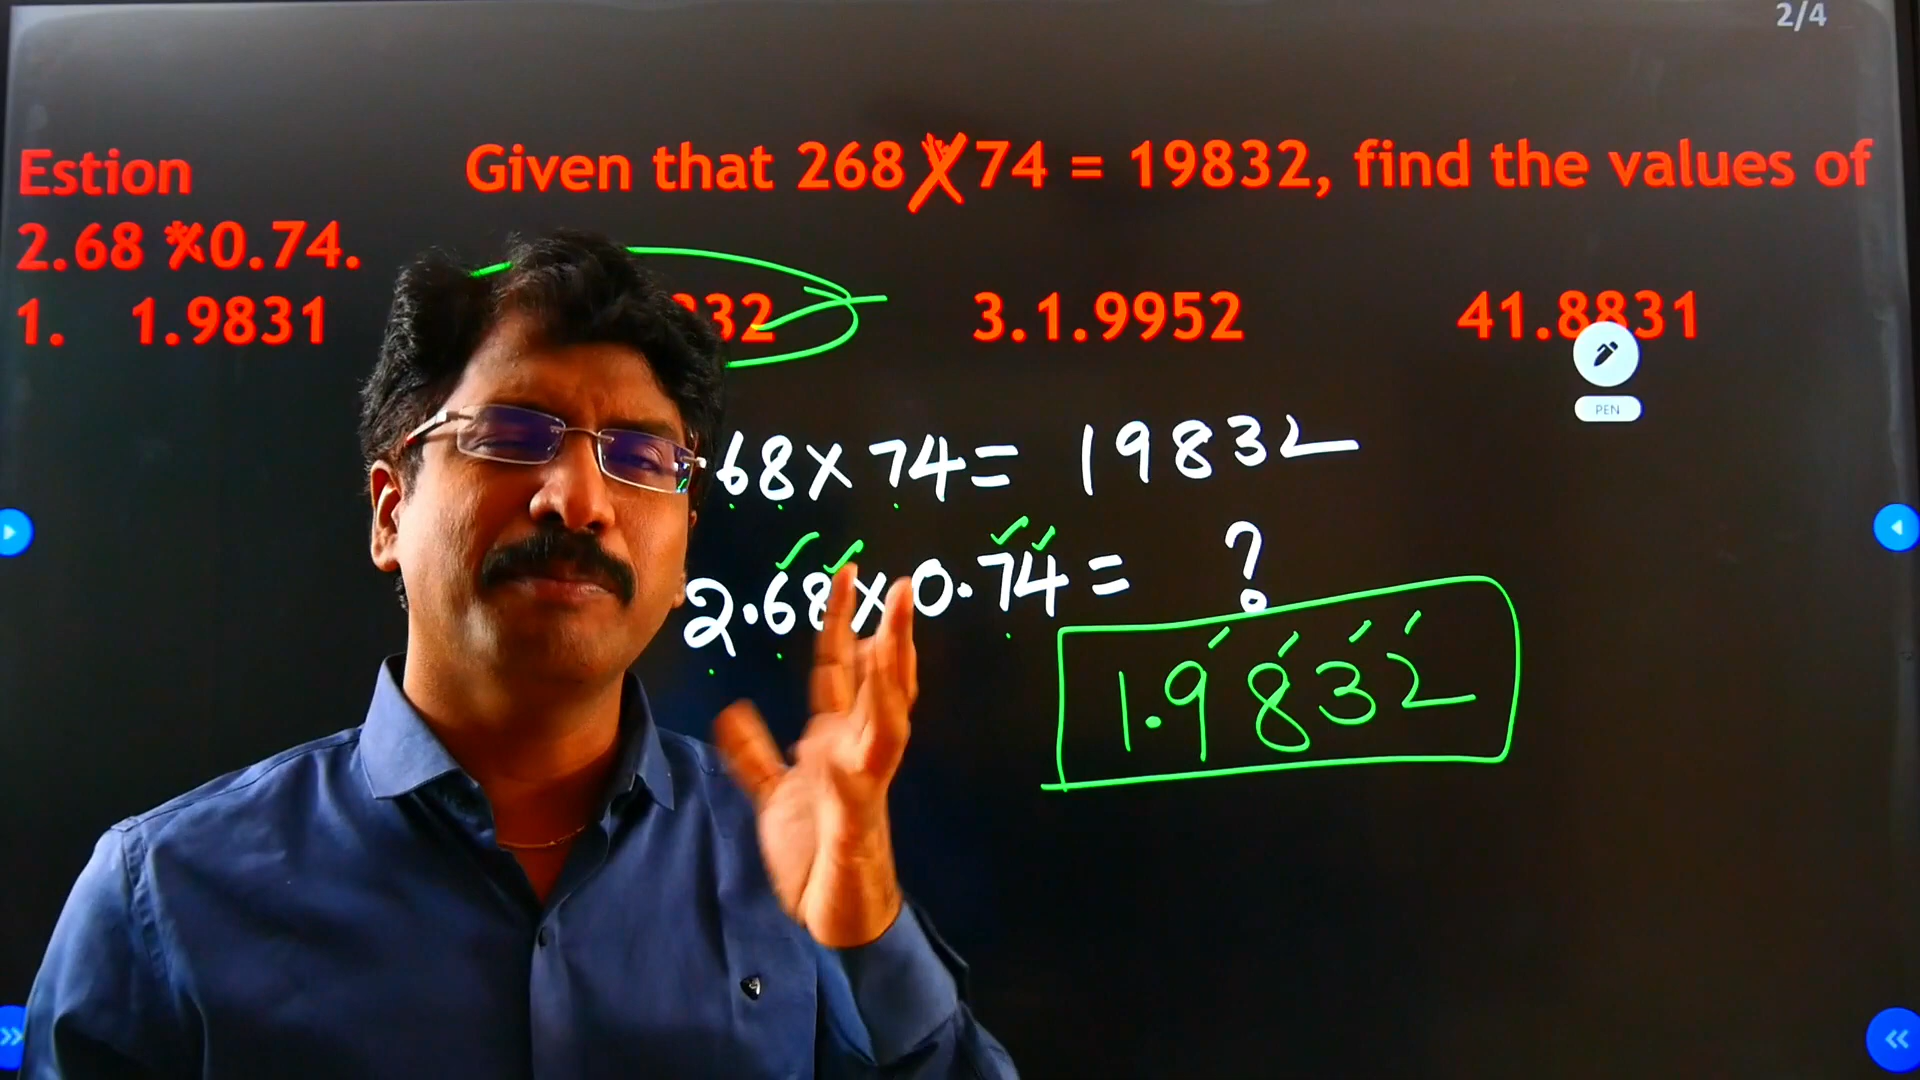 2/4
Estion Given that 268 X 74 = 19832, find the values of
2.68 × 0.74.
1. 1.9831 32 3.1.9952 41.8831
PEN
68 × 74 = 19832
2.68 × 0.74 = ?
1.9832